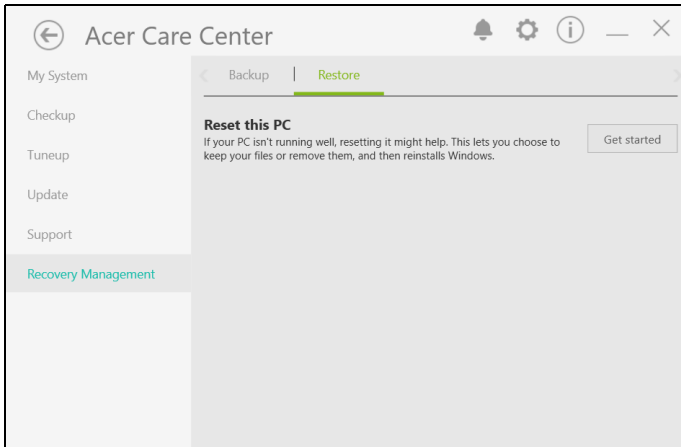 Acer Care Center
My System
Checkup
Tuneup
Update
Support
Recovery Management
Backup
Restore
Reset this PC
If your PC isn't running well, resetting it might help. This lets you choose to
keep your files or remove them, and then reinstalls Windows.
Get started